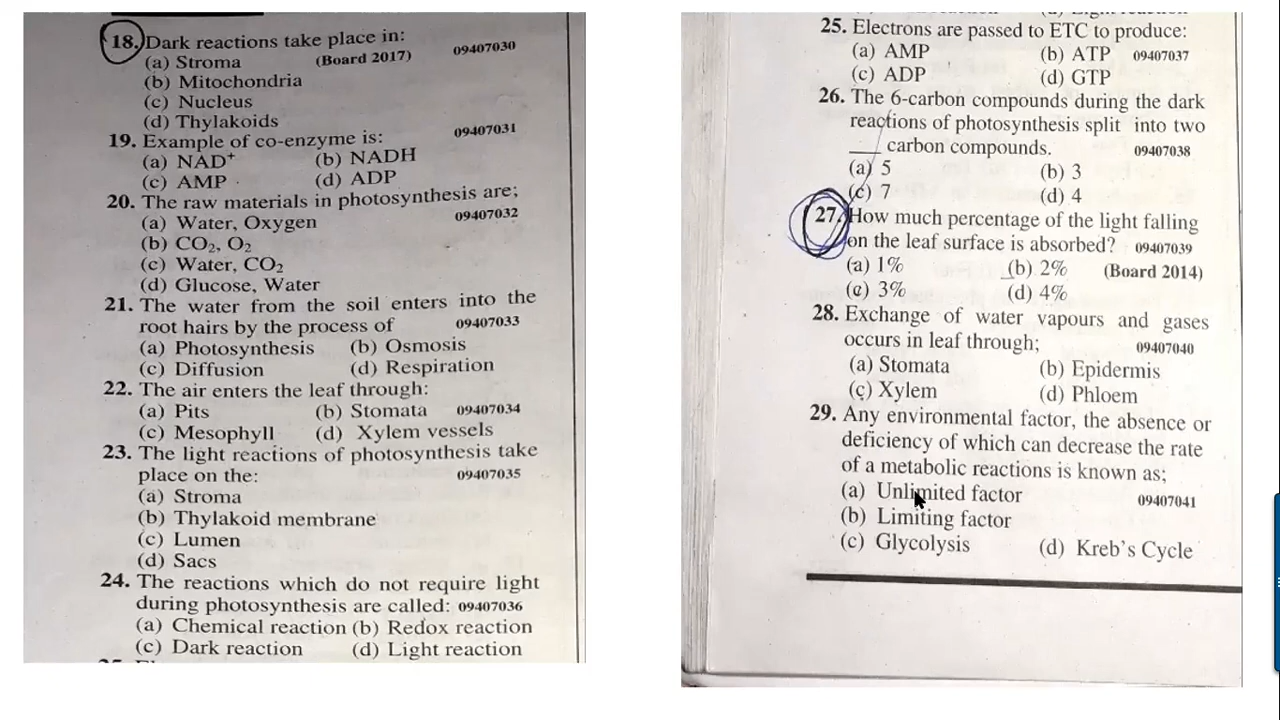 18. Dark reactions take place in:
(a) Stroma (Board 2017) 09407030
(b) Mitochondria
(c) Nucleus
(d) Thylakoids
19. Example of co-enzyme is: 09407031
(a) NAD⁺ (b) NADH
(c) AMP (d) ADP
20. The raw materials in photosynthesis are;
(a) Water, Oxygen 09407032
(b) CO₂, O₂
(c) Water, CO₂
(d) Glucose, Water
21. The water from the soil enters into the
root hairs by the process of 09407033
(a) Photosynthesis (b) Osmosis
(c) Diffusion (d) Respiration
22. The air enters the leaf through:
(a) Pits (b) Stomata 09407034
(c) Mesophyll (d) Xylem vessels
23. The light reactions of photosynthesis take
place on the: 09407035
(a) Stroma
(b) Thylakoid membrane
(c) Lumen
(d) Sacs
24. The reactions which do not require light
during photosynthesis are called: 09407036
(a) Chemical reaction (b) Redox reaction
(c) Dark reaction (d) Light reaction
25. Electrons are passed to ETC to produce:
(a) AMP (b) ATP 09407037
(c) ADP (d) GTP
26. The 6-carbon compounds during the dark
reactions of photosynthesis split into two
___ carbon compounds. 09407038
(a) 5 (b) 3
(c) 7 (d) 4
27. How much percentage of the light falling
on the leaf surface is absorbed? 09407039
(a) 1% (b) 2% (Board 2014)
(c) 3% (d) 4%
28. Exchange of water vapours and gases
occurs in leaf through; 09407040
(a) Stomata (b) Epidermis
(c) Xylem (d) Phloem
29. Any environmental factor, the absence or
deficiency of which can decrease the rate
of a metabolic reactions is known as;
(a) Unlimited factor 09407041
(b) Limiting factor
(c) Glycolysis (d) Kreb's Cycle